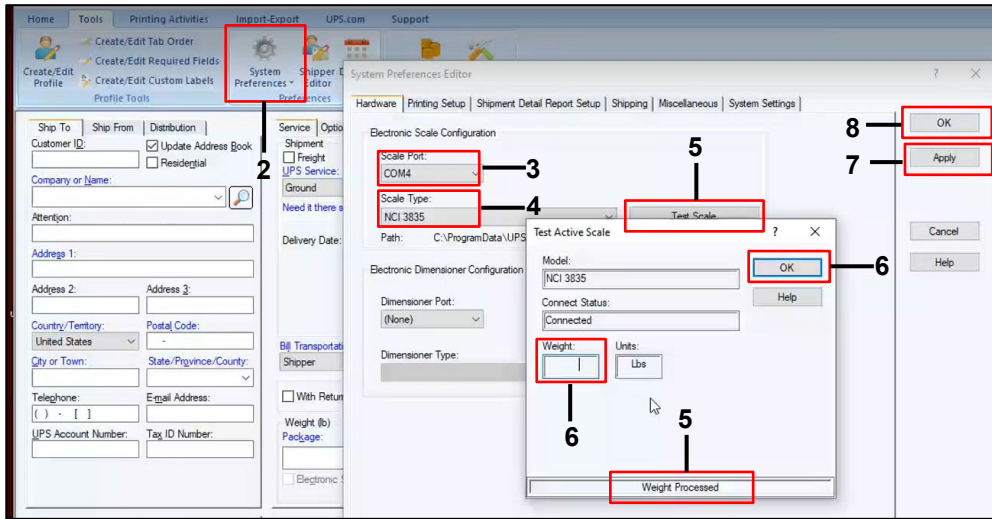 Home Tools Printing Activities Import-Export UPS.com Support
Create/Edit Profile
Create/Edit Tab Order
Create/Edit Required Fields
Create/Edit Custom Labels
Profile Tools
System Preferences
Shipper Editor
Preferences
2
Ship To Ship From Distribution
Customer ID:
Update Address Book
Residential
Company or Name:
Attention:
Address 1:
Address 2: Address 3:
Country/Territory: Postal Code:
United States -
City or Town: State/Province/County:
Telephone: E-mail Address:
( ) - [ ]
UPS Account Number: Tax ID Number:
Service Optio
Shipment
Freight
UPS Service:
Ground
Need it there s
Delivery Date:
Bill Transportati
Shipper
With Retur
Weight (lb)
Package:
Electronic S
System Preferences Editor ? ×
Hardware Printing Setup Shipment Detail Report Setup Shipping Miscellaneous System Settings
Electronic Scale Configuration
Scale Port:
COM4
3
Scale Type:
NCI 3835
4
5
Test Scale
Path: C:\ProgramData\UPS
Electronic Dimensioner Configuration
Dimensioner Port:
(None)
Dimensioner Type:
8
OK
7
Apply
Cancel
Help
Test Active Scale ? ×
Model:
NCI 3835
OK
6
Help
Connect Status:
Connected
Weight: Units:
Lbs
6
5
Weight Processed